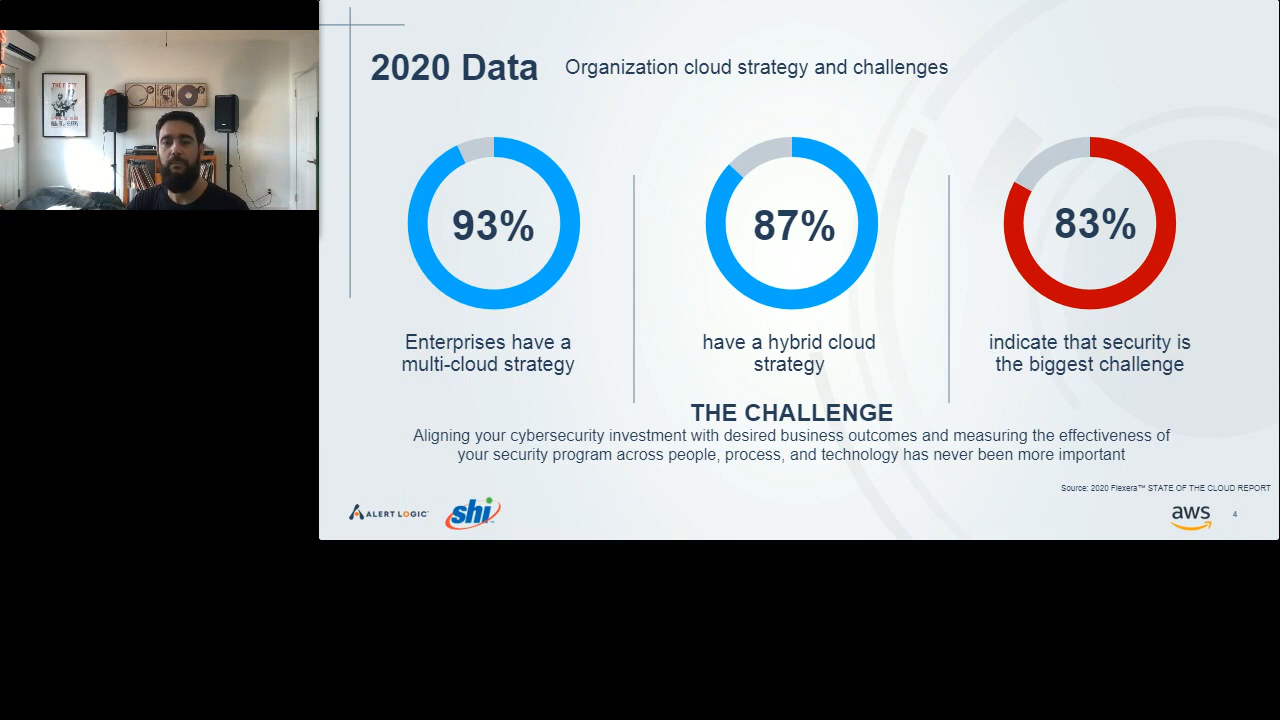 2020 Data
Organization cloud strategy and challenges
93%
87%
83%
Enterprises have a
multi-cloud strategy
have a hybrid cloud
strategy
indicate that security is
the biggest challenge
THE CHALLENGE
Aligning your cybersecurity investment with desired business outcomes and measuring the effectiveness of
your security program across people, process, and technology has never been more important
Source: 2020 Flexera™ STATE OF THE CLOUD REPORT
ALERT LOGIC
shi
aws
4